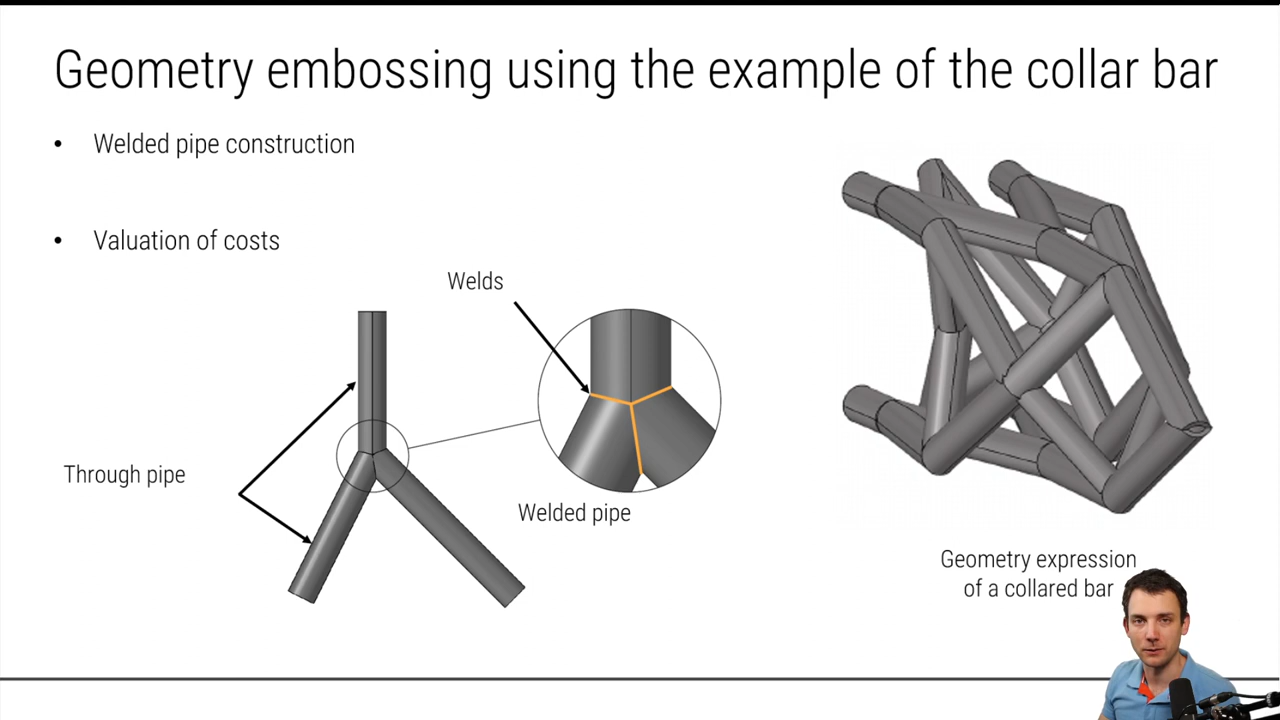 Geometry embossing using the example of the collar bar
• Welded pipe construction
• Valuation of costs
Welds
Through pipe
Welded pipe
Geometry expression
of a collared bar